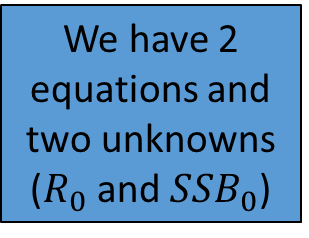 We have 2
equations and
two unknowns
(𝑅₀ and 𝑆𝑆𝐵₀)